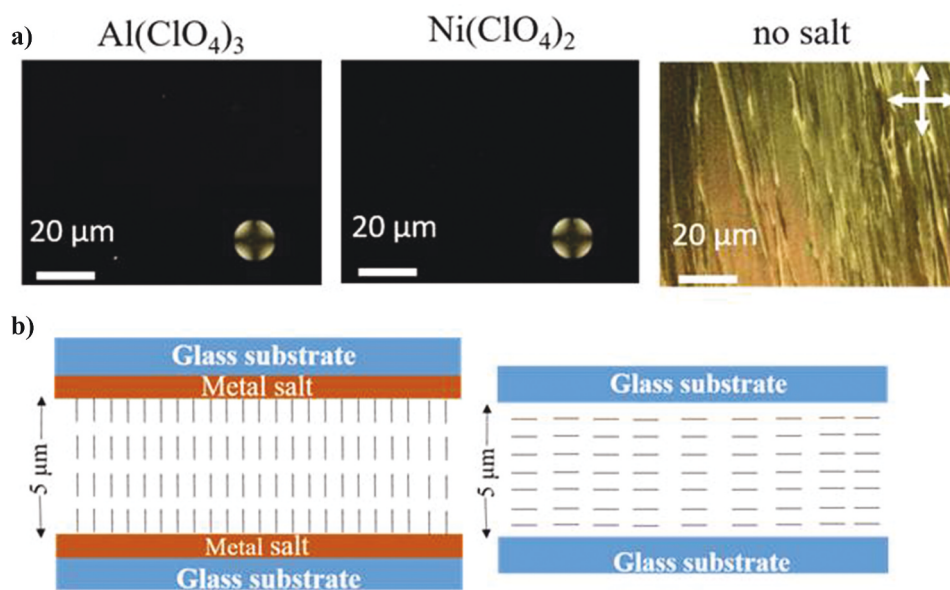 a) Al(ClO₄)₃ Ni(ClO₄)₂ no salt
20 μm 20 μm 20 μm
b)
Glass substrate
Metal salt
5 μm
Metal salt
Glass substrate
Glass substrate
5 μm
Glass substrate